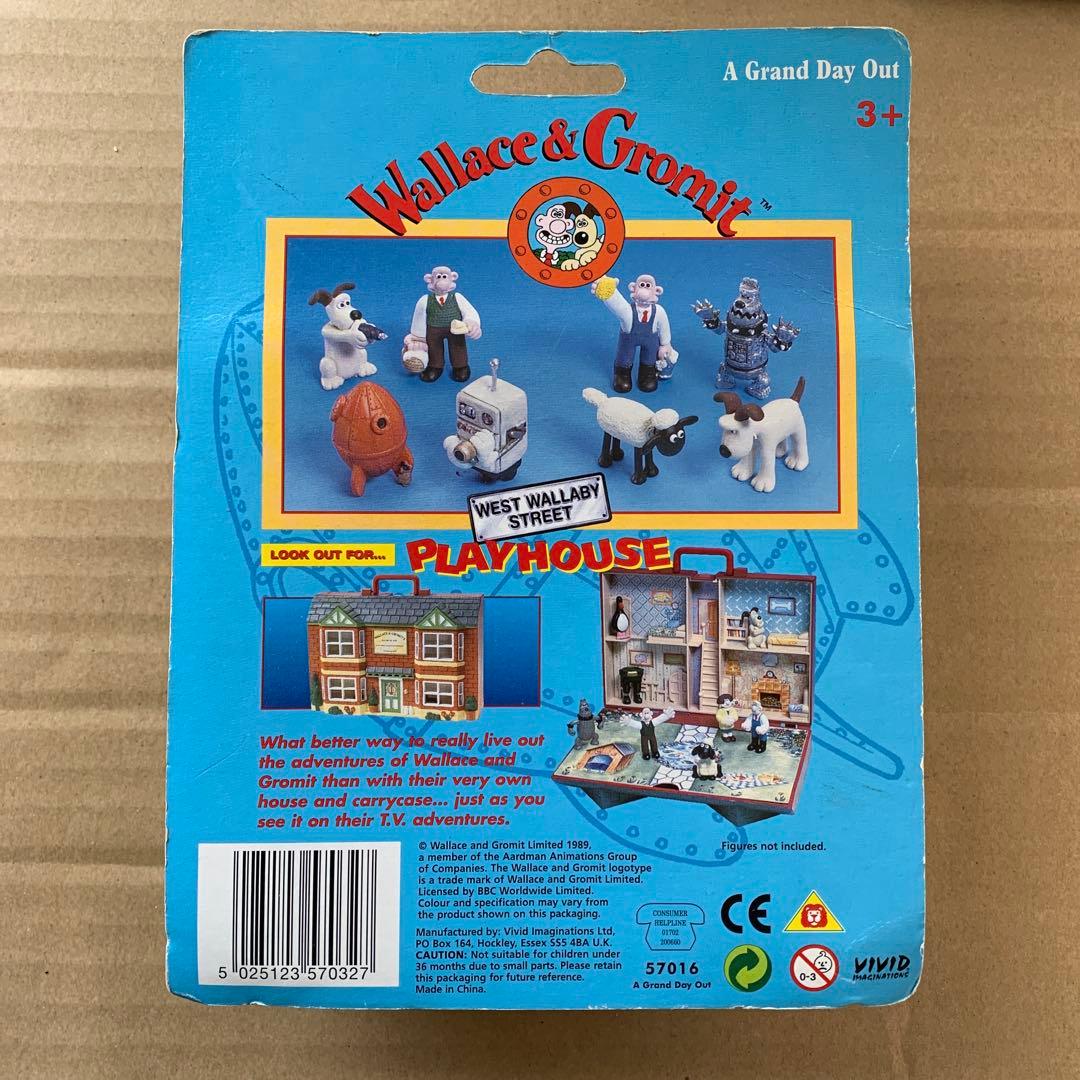 A Grand Day Out
3+
Wallace & Gromit™
WEST WALLABY
STREET
LOOK OUT FOR...
PLAYHOUSE
What better way to really live out
the adventures of Wallace and
Gromit than with their very own
house and carrycase... just as you
see it on their T.V. adventures.
Figures not included.
© Wallace and Gromit Limited 1989,
a member of the Aardman Animations Group
of Companies. The Wallace and Gromit logotype
is a trade mark of Wallace and Gromit Limited.
Licensed by BBC Worldwide Limited.
Colour and specification may vary from
the product shown on this packaging.
Manufactured by: Vivid Imaginations Ltd,
PO Box 164, Hockley, Essex SS5 4BA U.K.
CAUTION: Not suitable for children under
36 months due to small parts. Please retain
this packaging for future reference.
Made in China.
5 025123 570327
CONSUMER
HELPLINE
01702
200660
57016
A Grand Day Out
CE
0-3
VIVID
IMAGINATIONS